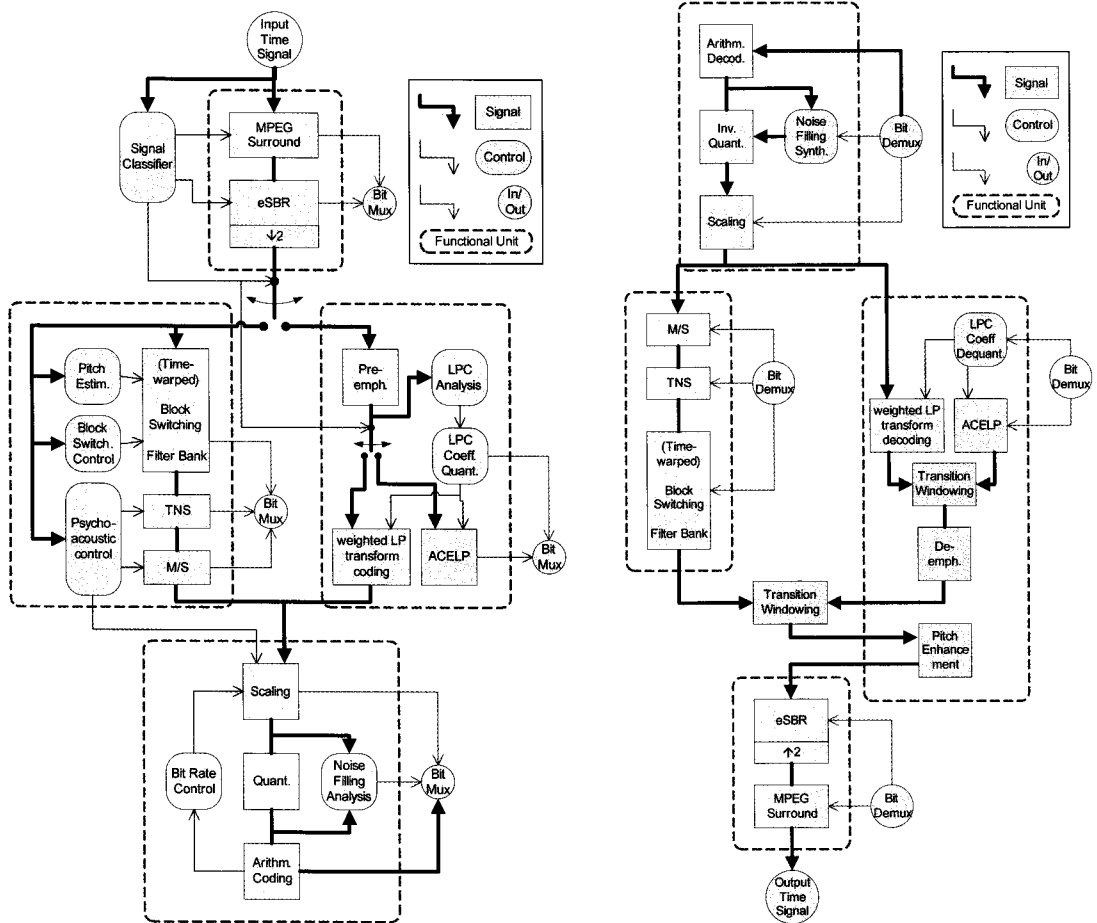 Input
Time
Signal
Signal
Classifier
MPEG
Surround
eSBR
↓2
Bit
Mux
Signal
Control
In/
Out
Functional Unit
Pitch
Estim.
Block
Switch.
Control
Psycho-
acoustic
control
(Time-
warped)
Block
Switching
Filter Bank
TNS
M/S
Bit
Mux
Pre-
emph.
LPC
Analysis
LPC
Coeff.
Quant.
weighted LP
transform
coding
ACELP
Bit
Mux
Scaling
Bit Rate
Control
Quant.
Noise
Filling
Analysis
Bit
Mux
Arithm.
Coding
Arithm.
Decod.
Inv.
Quant.
Noise
Filling
Synth.
Bit
Demux
Scaling
Signal
Control
In/
Out
Functional Unit
M/S
TNS
(Time-
warped)
Block
Switching
Filter Bank
Bit
Demux
LPC
Coeff
Dequant.
Bit
Demux
weighted LP
transform
decoding
ACELP
Transition
Windowing
De-
emph.
Transition
Windowing
Pitch
Enhance
ment
eSBR
↑2
MPEG
Surround
Bit
Demux
Output
Time
Signal